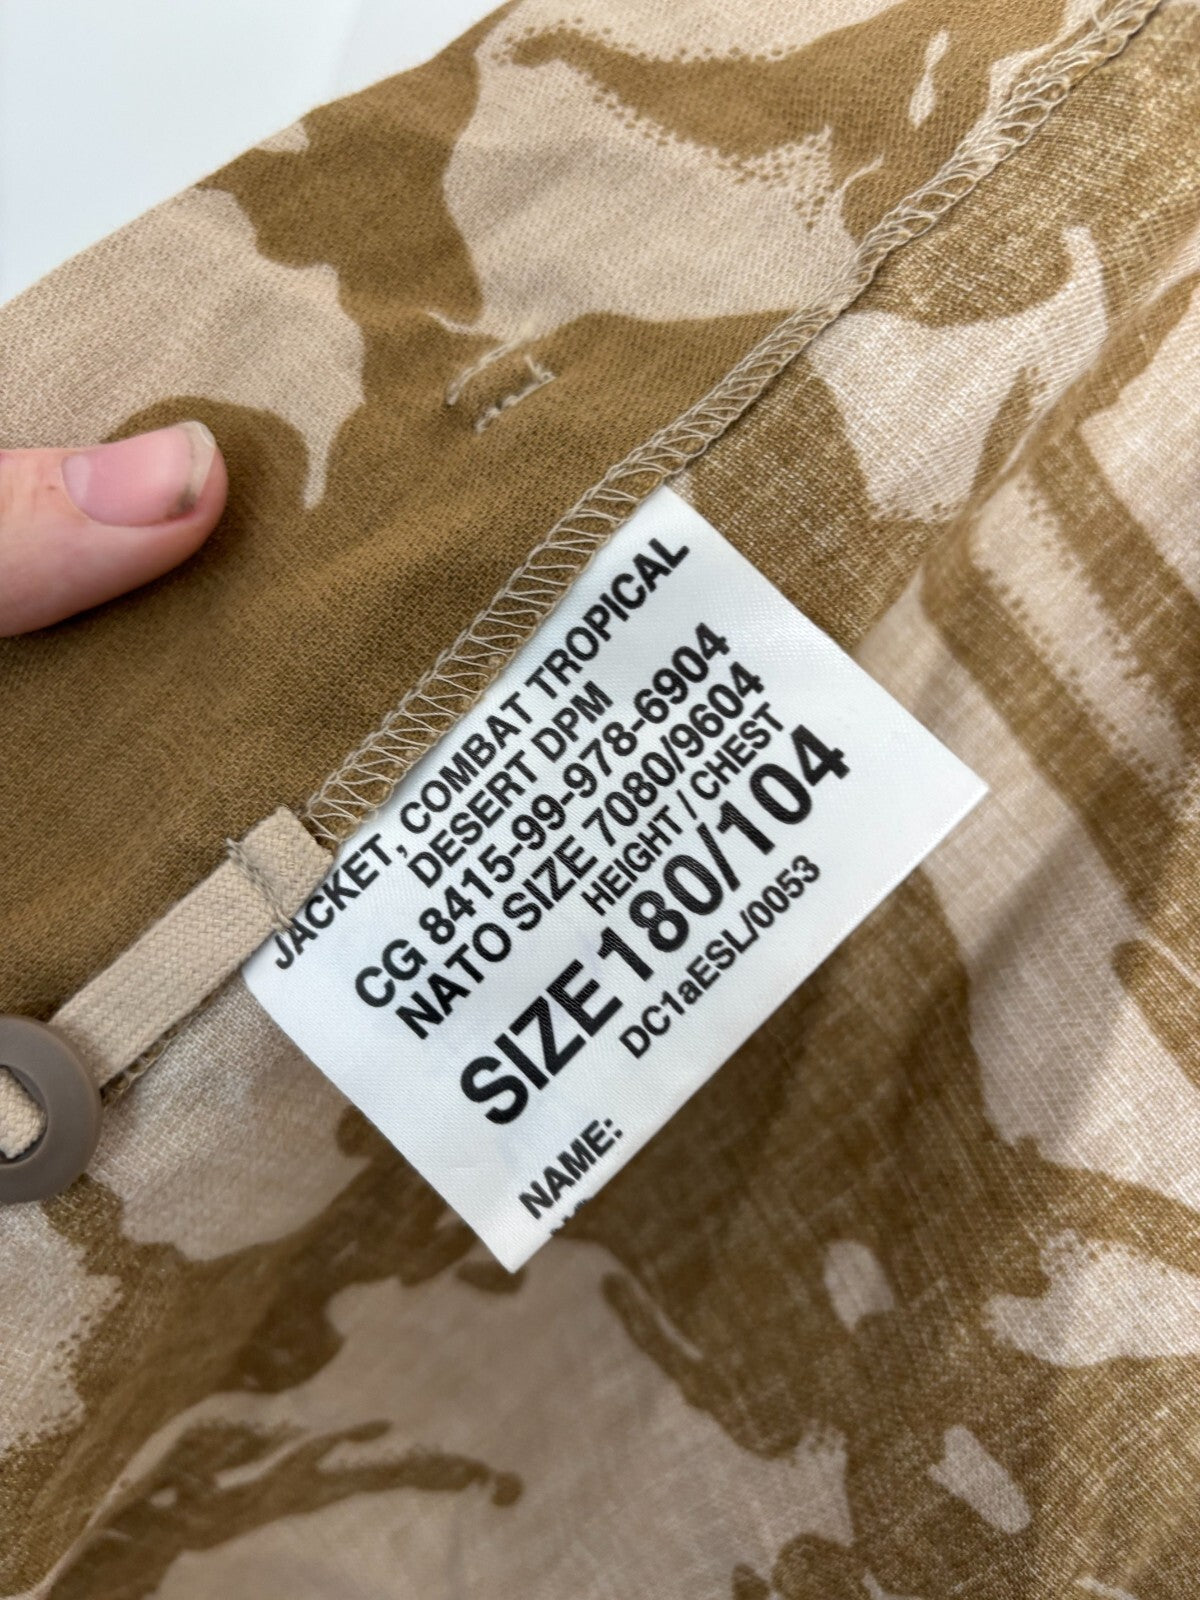 JACKET, COMBAT TROPICAL
DESERT DPM
CG 8415-99-978-6904
NATO SIZE 7080/9604
HEIGHT / CHEST
SIZE 180/104
DC1aESL/0053
NAME: